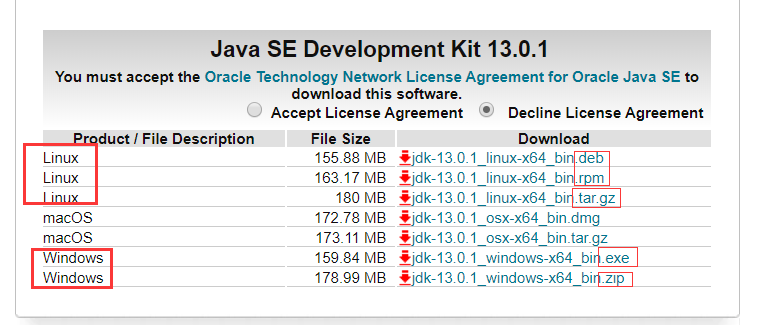 Java SE Development Kit 13.0.1
You must accept the Oracle Technology Network License Agreement for Oracle Java SE to
download this software.
Accept License Agreement Decline License Agreement
Product / File Description File Size Download
Linux 155.88 MB jdk-13.0.1_linux-x64_bin.deb
Linux 163.17 MB jdk-13.0.1_linux-x64_bin.rpm
Linux 180 MB jdk-13.0.1_linux-x64_bin.tar.gz
macOS 172.78 MB jdk-13.0.1_osx-x64_bin.dmg
macOS 173.11 MB jdk-13.0.1_osx-x64_bin.tar.gz
Windows 159.84 MB jdk-13.0.1_windows-x64_bin.exe
Windows 178.99 MB jdk-13.0.1_windows-x64_bin.zip